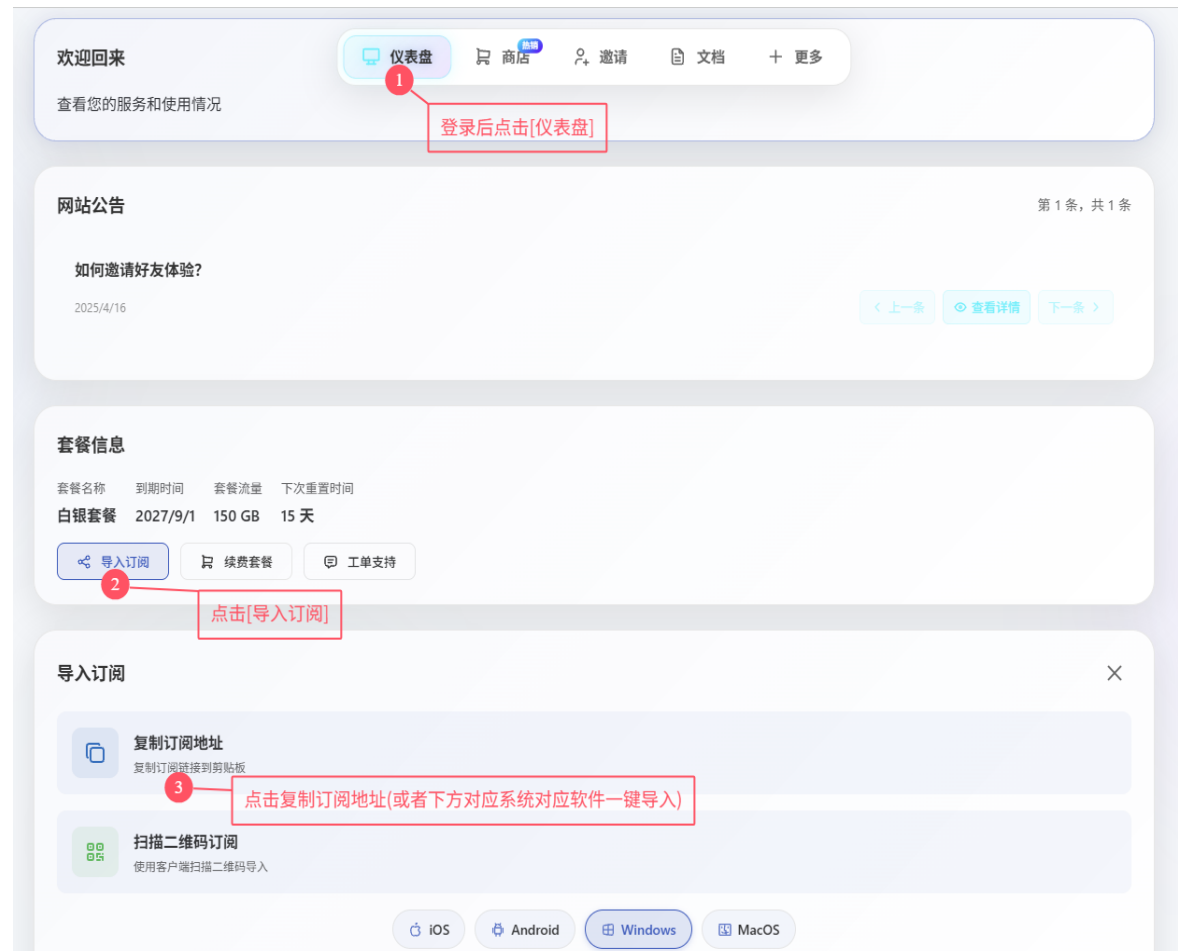 欢迎回来
仪表盘
商店
热销
邀请
文档
更多
1
查看您的服务和使用情况
登录后点击[仪表盘]
网站公告
第 1 条，共 1 条
如何邀请好友体验？
2025/4/16
上一条
查看详情
下一条
套餐信息
套餐名称 到期时间 套餐流量 下次重置时间
白银套餐 2027/9/1 150 GB 15 天
导入订阅 续费套餐 工单支持
2
点击[导入订阅]
导入订阅
复制订阅地址
复制订阅链接到剪贴板
3
点击复制订阅地址(或者下方对应系统对应软件一键导入)
扫描二维码订阅
使用客户端扫描二维码导入
iOS Android Windows MacOS